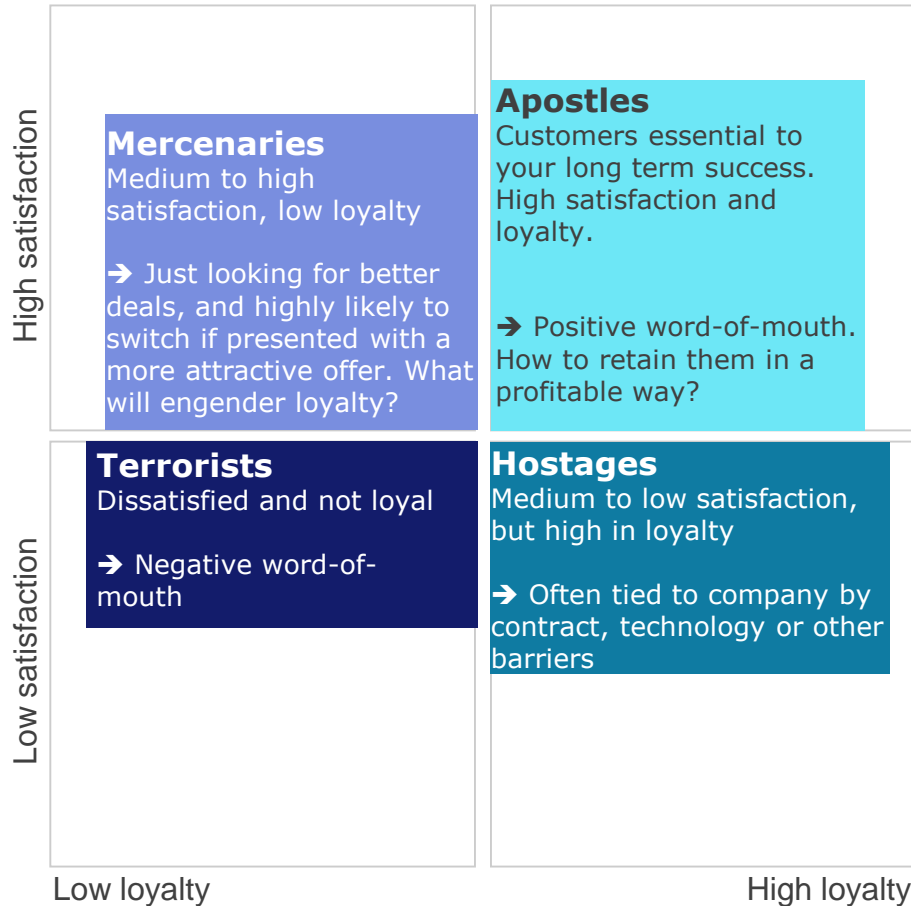 High satisfaction
Mercenaries
Medium to high
satisfaction, low loyalty
➔ Just looking for better
deals, and highly likely to
switch if presented with a
more attractive offer. What
will engender loyalty?
Apostles
Customers essential to
your long term success.
High satisfaction and
loyalty.
➔ Positive word-of-mouth.
How to retain them in a
profitable way?
Low satisfaction
Terrorists
Dissatisfied and not loyal
➔ Negative word-of-
mouth
Hostages
Medium to low satisfaction,
but high in loyalty
➔ Often tied to company by
contract, technology or other
barriers
Low loyalty
High loyalty